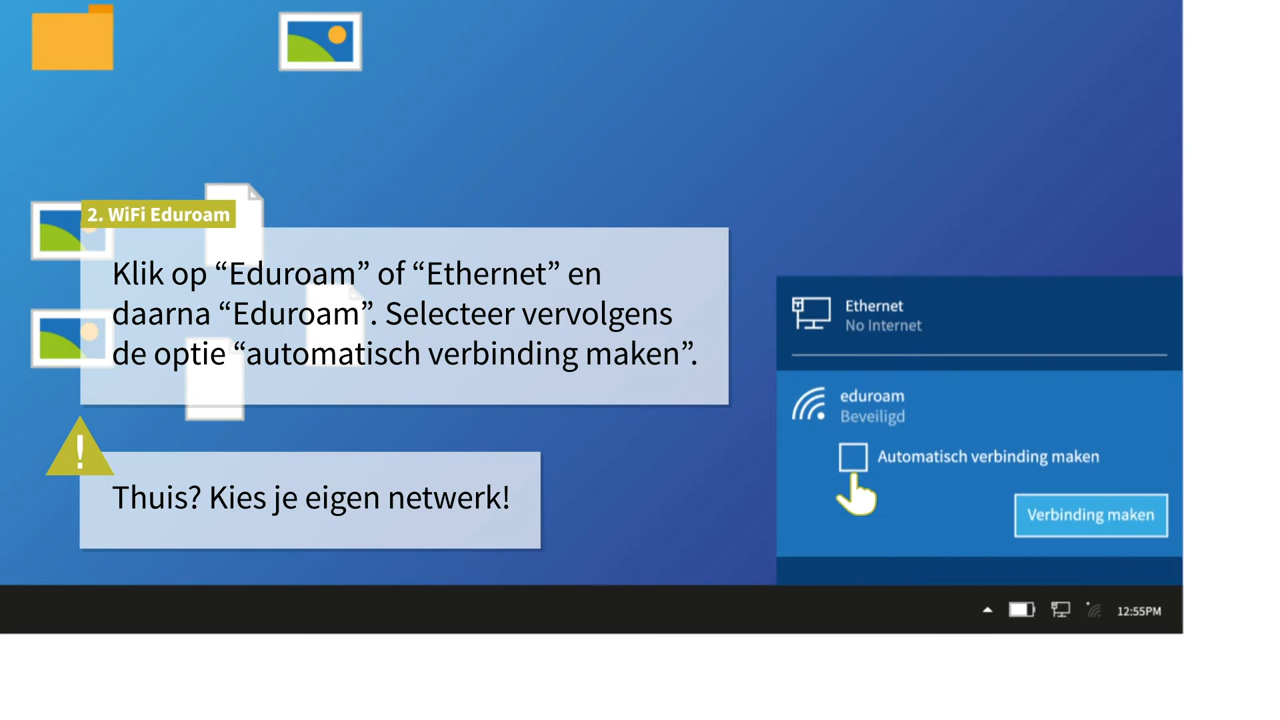 2. WiFi Eduroam
Klik op “Eduroam” of “Ethernet” en
daarna “Eduroam”. Selecteer vervolgens
de optie “automatisch verbinding maken”.
!
Thuis? Kies je eigen netwerk!
Ethernet
No Internet
eduroam
Beveiligd
Automatisch verbinding maken
Verbinding maken
12:55PM